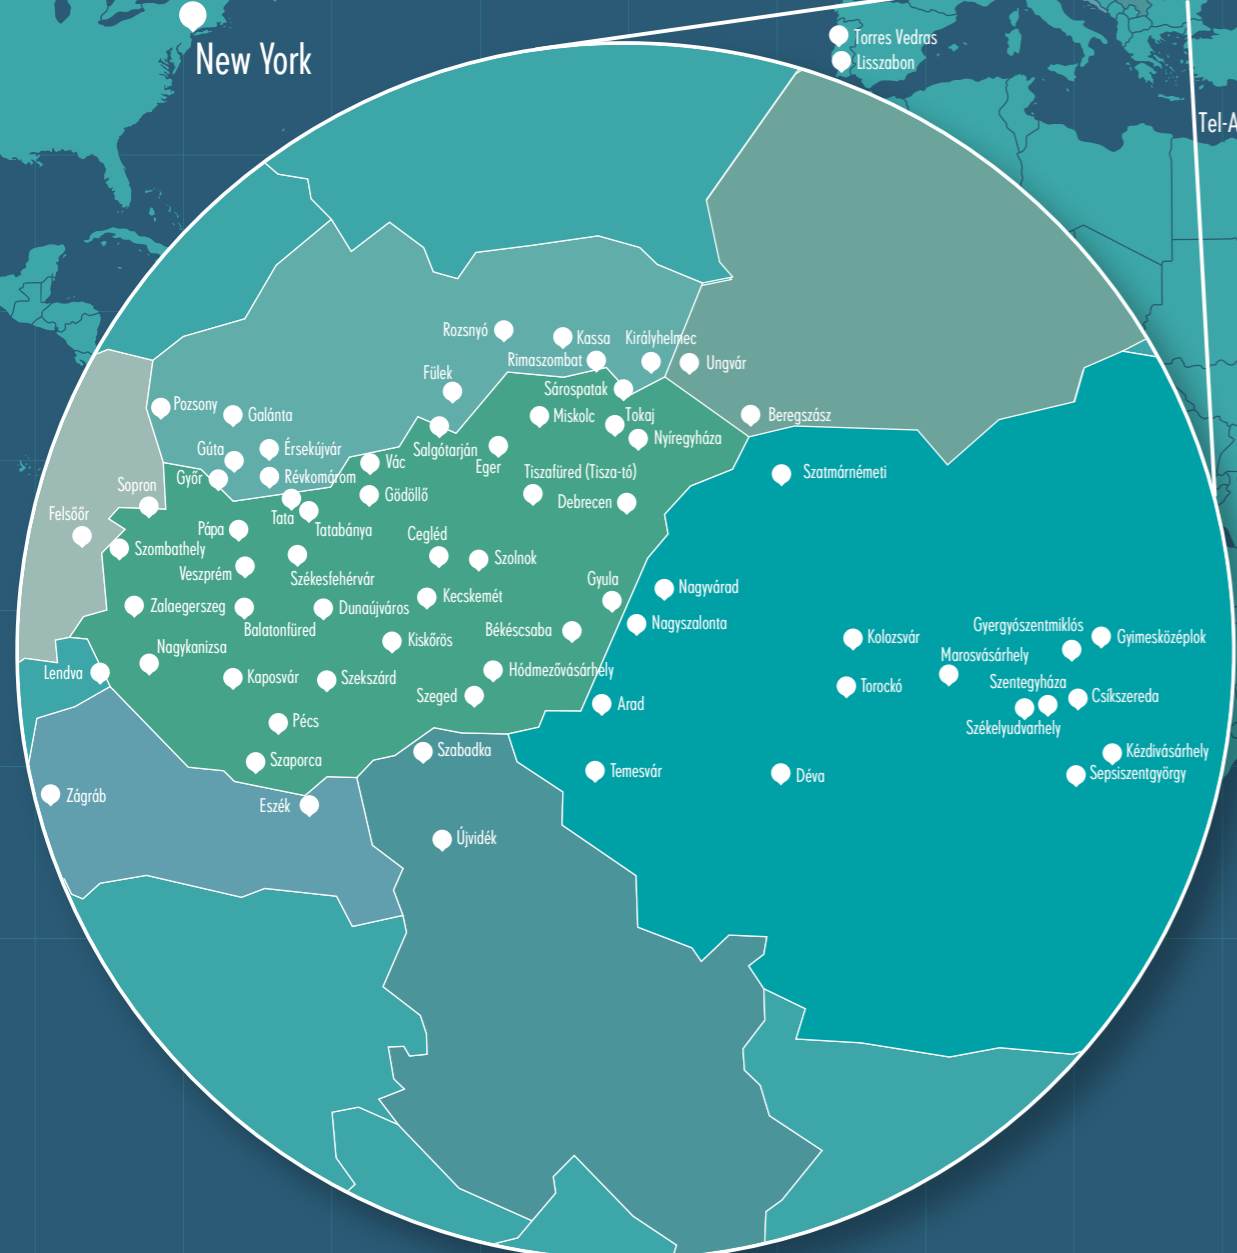 New York
Torres Vedras
Lisszabon
Tel-A
Rozsnyó
Kassa
Királyhelmec
Rimaszombat
Ungvár
Fülek
Sárospatak
Pozsony
Galánta
Miskolc
Tokaj
Beregszász
Salgótarján
Nyíregyháza
Gúta
Érsekújvár
Eger
Vác
Győr
Révkomárom
Tiszafüred (Tisza-tó)
Szatmárnémeti
Sopron
Gödöllő
Debrecen
Felsőőr
Tata
Pápa
Tatabánya
Cegléd
Szombathely
Szolnok
Veszprém
Székesfehérvár
Gyula
Nagyvárad
Kecskemét
Zalaegerszeg
Dunaújváros
Balatonfüred
Békéscsaba
Nagyszalonta
Gyergyószentmiklós
Gyimesközéplok
Kolozsvár
Kiskőrös
Nagykanizsa
Marosvásárhely
Lendva
Hódmezővásárhely
Kaposvár
Szekszárd
Szentegyháza
Torockó
Szeged
Csíkszereda
Arad
Pécs
Székelyudvarhely
Szabadka
Kézdivásárhely
Szaporca
Temesvár
Déva
Sepsiszentgyörgy
Zágráb
Eszék
Újvidék